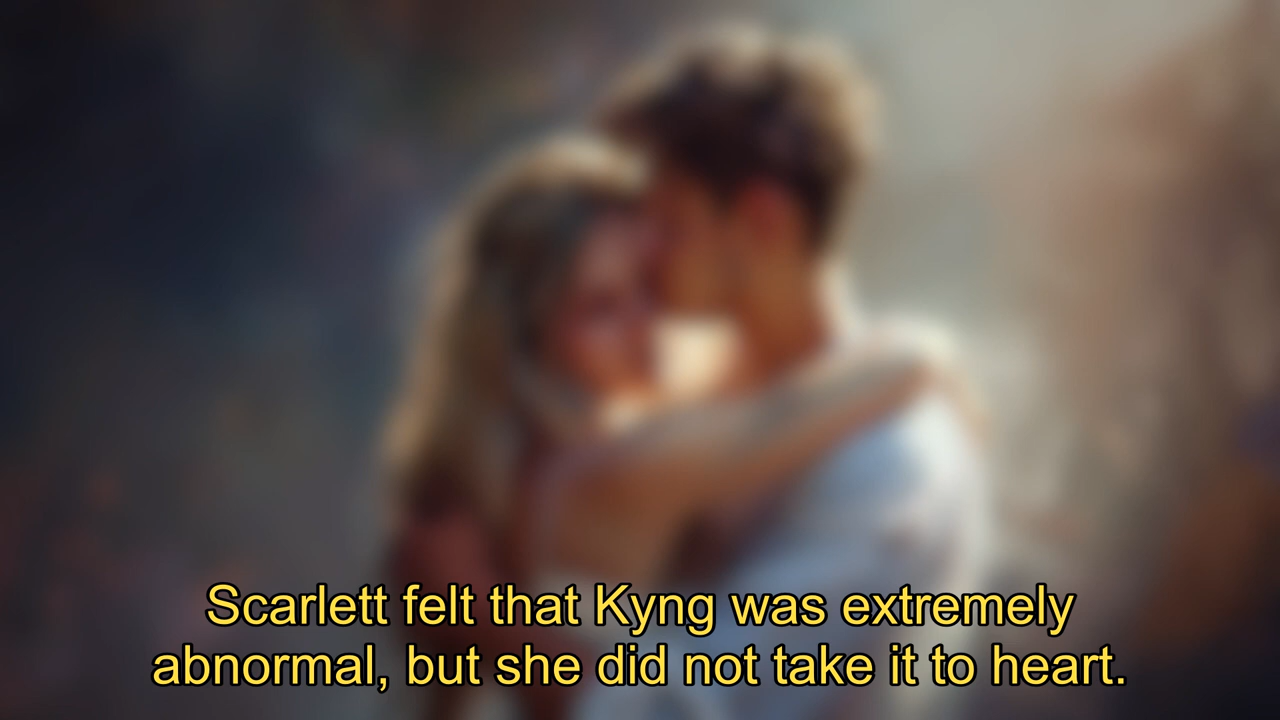 Scarlett felt that Kyng was extremely
abnormal, but she did not take it to heart.